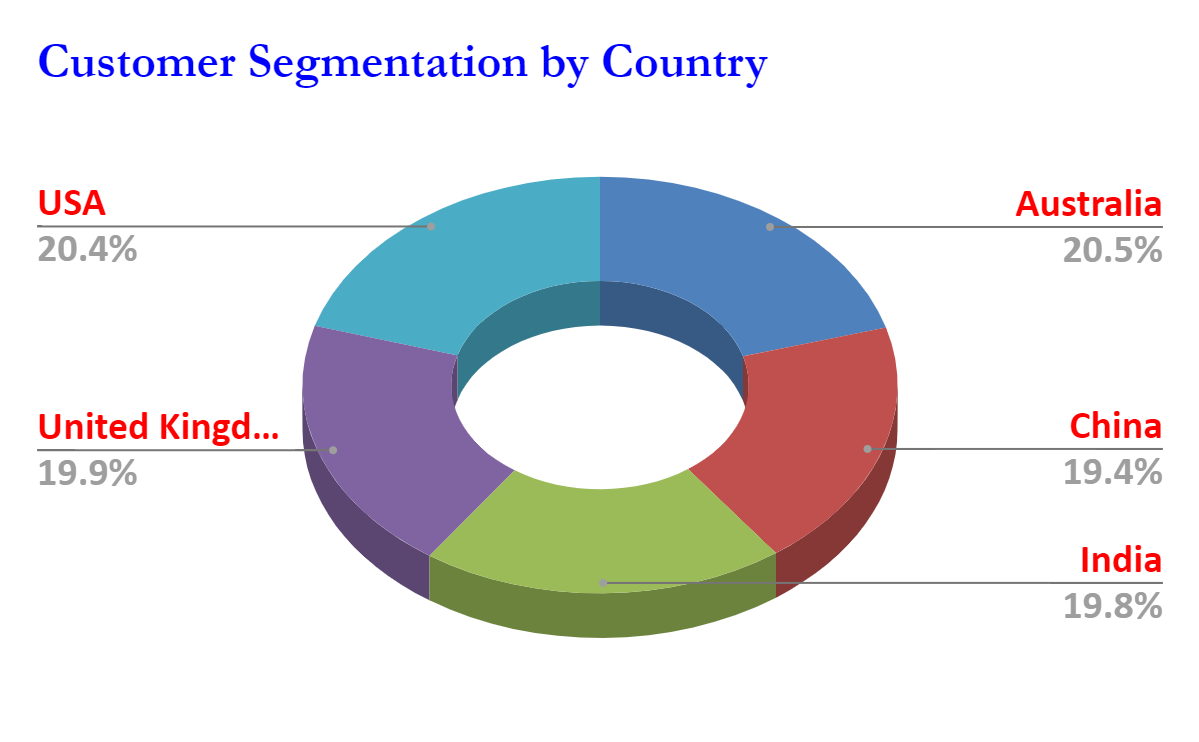 Customer Segmentation by Country
USA
20.4%
Australia
20.5%
United Kingd...
19.9%
China
19.4%
India
19.8%